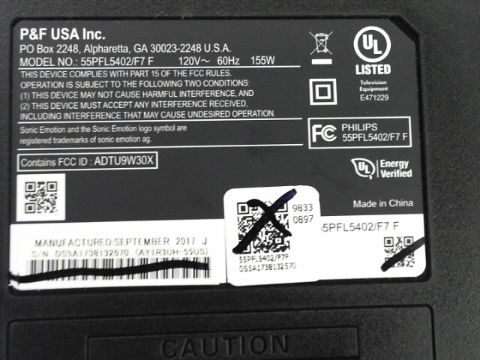 P&F USA Inc.
PO Box 2248, Alpharetta, GA 30023-2248 U.S.A.
MODEL NO.: 55PFL5402/F7 F 120V~ 60Hz 155W
THIS DEVICE COMPLIES WITH PART 15 OF THE FCC RULES.
OPERATION IS SUBJECT TO THE FOLLOWING TWO CONDITIONS:
(1) THIS DEVICE MAY NOT CAUSE HARMFUL INTERFERENCE, AND
(2) THIS DEVICE MUST ACCEPT ANY INTERFERENCE RECEIVED,
INCLUDING INTERFERENCE THAT MAY CAUSE UNDESIRED OPERATION.
Sonic Emotion and the Sonic Emotion logo symbol are
registered trademarks of sonic emotion ag.
Contains FCC ID : ADTU9W30X
UL
LISTED
Television
Equipment
E471229
FC PHILIPS
55PFL5402/F7 F
UL Energy
Verified
Made in China
MANUFACTURED SEPTEMBER 2017 J
S/N DS5A1738132570 (AY1R3UH-55US)
9833
0897
55PFL5402/F7F
DS5A1738132570
5PFL5402/F7 F
CAUTION